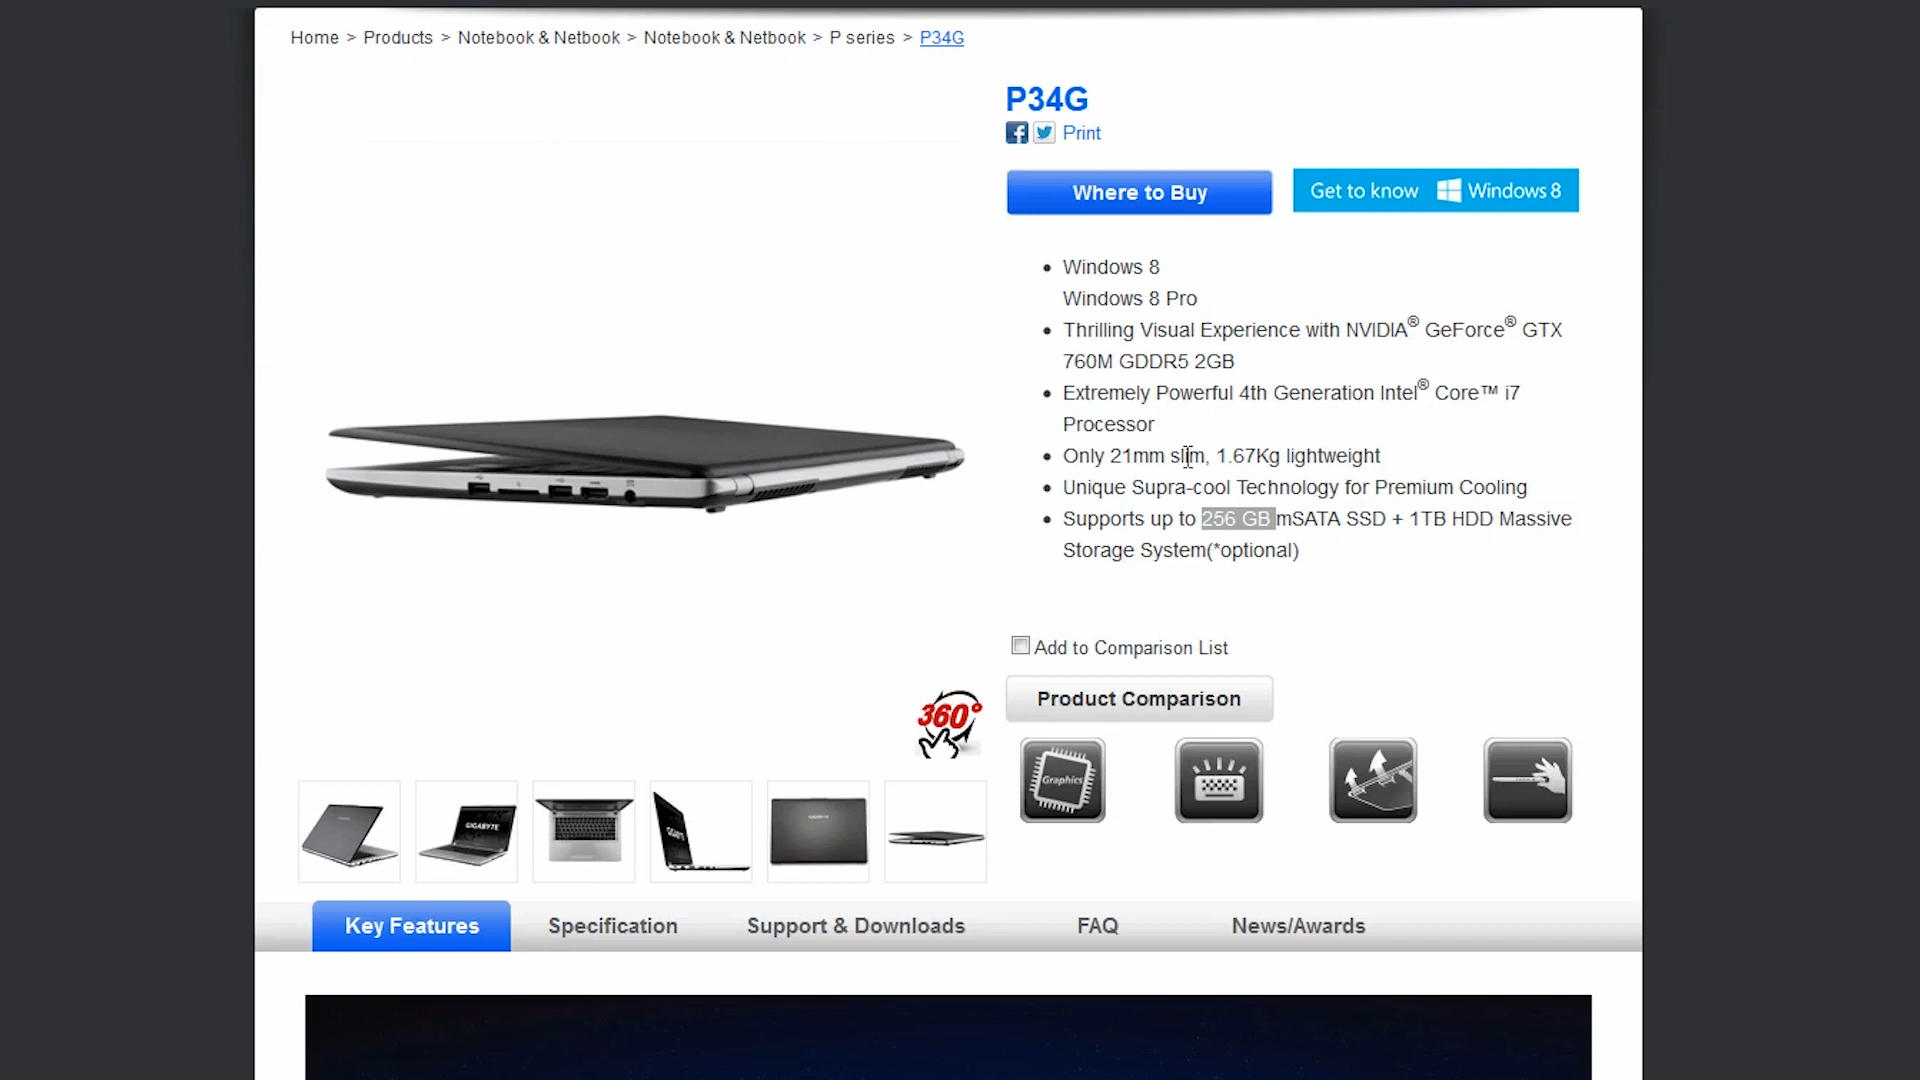 Home > Products > Notebook & Netbook > Notebook & Netbook > P series > P34G
P34G
Print
Where to Buy
Get to know Windows 8
Windows 8
Windows 8 Pro
Thrilling Visual Experience with NVIDIA® GeForce® GTX
760M GDDR5 2GB
Extremely Powerful 4th Generation Intel® Core™ i7
Processor
Only 21mm slim, 1.67Kg lightweight
Unique Supra-cool Technology for Premium Cooling
Supports up to 256 GB mSATA SSD + 1TB HDD Massive
Storage System(*optional)
Add to Comparison List
Product Comparison
360°
Graphics
GIGABYTE
GIGABYTE
Key Features
Specification
Support & Downloads
FAQ
News/Awards